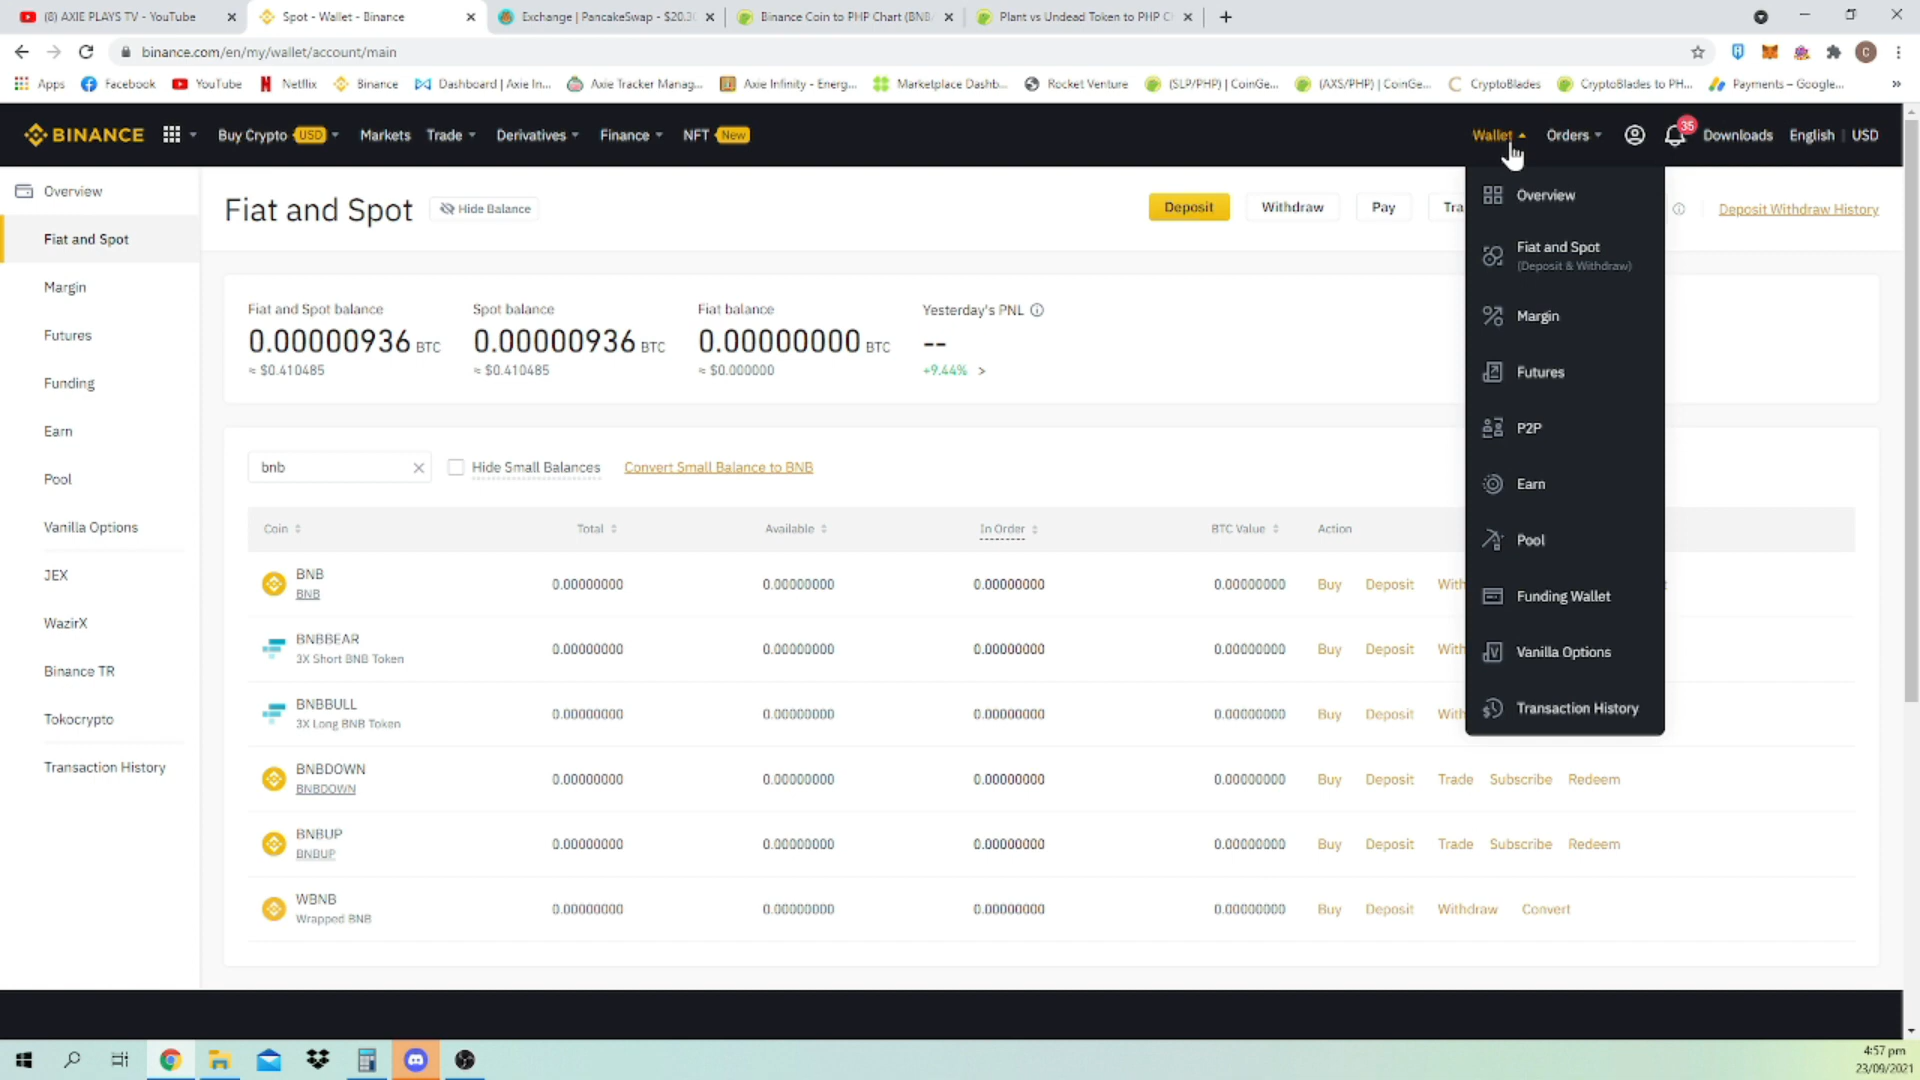 (8) AXIE PLAYS TV - YouTube
Spot - Wallet - Binance
Exchange | PancakeSwap - $20.3
Binance Coin to PHP Chart (BNB/
Plant vs Undead Token to PHP C
binance.com/en/my/wallet/account/main
C
Apps
Facebook
YouTube
Netflix
Binance
Dashboard | Axie In...
Axie Tracker Manag...
Axie Infinity - Energ...
Marketplace Dashb...
Rocket Venture
(SLP/PHP) | CoinGe...
(AXS/PHP) | CoinGe...
CryptoBlades
CryptoBlades to PH...
Payments – Google...
»
BINANCE
Buy Crypto USD
Markets
Trade
Derivatives
Finance
NFT New
Wallet
Orders
35
Downloads
English
USD
Overview
Fiat and Spot
Margin
Futures
Funding
Earn
Pool
Vanilla Options
JEX
WazirX
Binance TR
Tokocrypto
Transaction History
Fiat and Spot
Hide Balance
Deposit
Withdraw
Pay
Tra
Deposit Withdraw History
Fiat and Spot balance
0.00000936 BTC
≈ $0.410485
Spot balance
0.00000936 BTC
≈ $0.410485
Fiat balance
0.00000000 BTC
≈ $0.000000
Yesterday's PNL
--
+9.44% >
bnb
Hide Small Balances
Convert Small Balance to BNB
Coin Total Available In Order BTC Value Action
BNB
BNB
0.00000000 0.00000000 0.00000000 0.00000000 Buy Deposit With
BNBBEAR
3X Short BNB Token
0.00000000 0.00000000 0.00000000 0.00000000 Buy Deposit With
BNBBULL
3X Long BNB Token
0.00000000 0.00000000 0.00000000 0.00000000 Buy Deposit With
BNBDOWN
BNBDOWN
0.00000000 0.00000000 0.00000000 0.00000000 Buy Deposit Trade Subscribe Redeem
BNBUP
BNBUP
0.00000000 0.00000000 0.00000000 0.00000000 Buy Deposit Trade Subscribe Redeem
WBNB
Wrapped BNB
0.00000000 0.00000000 0.00000000 0.00000000 Buy Deposit Withdraw Convert
Overview
Fiat and Spot
(Deposit & Withdraw)
Margin
Futures
P2P
Earn
Pool
Funding Wallet
Vanilla Options
Transaction History
4:57 pm
23/09/2021